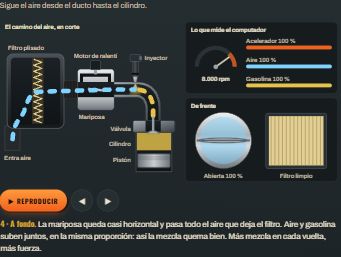 Sigue el aire desde el ducto hasta el cilindro.
El camino del aire, en corte
Filtro plisado
Motor de ralentí
Inyector
Mariposa
Válvula
Cilindro
Pistón
Entra aire
Lo que mide el computador
8.000 rpm
Acelerador 100 %
Aire 100 %
Gasolina 100 %
De frente
Abierta 100 %
Filtro limpio
▶ REPRODUCIR
◀
▶
4 · A fondo. La mariposa queda casi horizontal y pasa todo el aire que deja el filtro. Aire y gasolina
suben juntos, en la misma proporción: así la mezcla quema bien. Más mezcla en cada vuelta,
más fuerza.